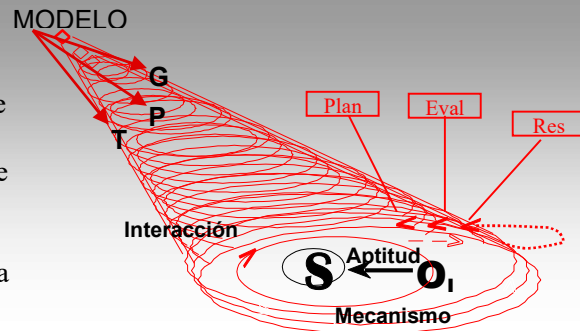 MODELO
G
e
Plan
Eval
P
Res
T
e
Interacción
Aptitud
S
a
Mecanismo